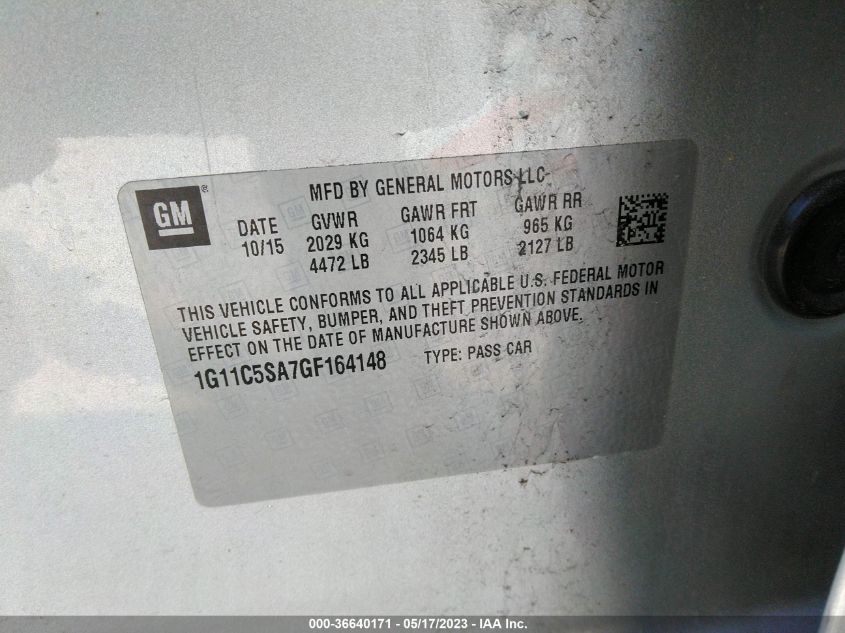 GM ®
MFD BY GENERAL MOTORS LLC
DATE GVWR GAWR FRT GAWR RR
10/15 2029 KG 1064 KG 965 KG
4472 LB 2345 LB 2127 LB
THIS VEHICLE CONFORMS TO ALL APPLICABLE U.S. FEDERAL MOTOR
VEHICLE SAFETY, BUMPER, AND THEFT PREVENTION STANDARDS IN
EFFECT ON THE DATE OF MANUFACTURE SHOWN ABOVE.
1G11C5SA7GF164148 TYPE: PASS CAR
000-36640171 - 05/17/2023 - IAA Inc.